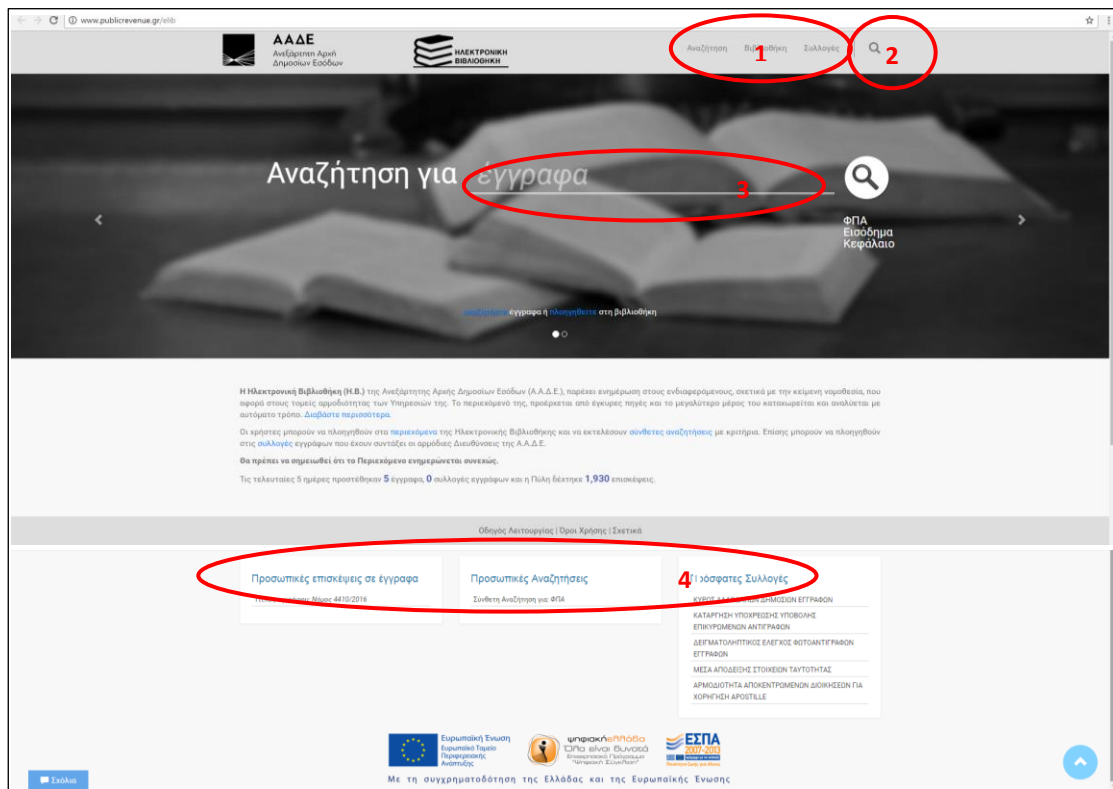 www.publicrevenue.gr/elib
ΑΑΔΕ
Ανεξάρτητη Αρχή
Δημοσίων Εσόδων
ΗΛΕΚΤΡΟΝΙΚΗ
ΒΙΒΛΙΟΘΗΚΗ
Αναζήτηση Βιβλιοθήκη Συλλογές
1
2
Αναζήτηση για έγγραφα
3
ΦΠΑ
Εισόδημα
Κεφάλαιο
αναζητήστε έγγραφα ή πλοηγηθείτε στη βιβλιοθήκη
Η Ηλεκτρονική Βιβλιοθήκη (Η.Β.) της Ανεξάρτητης Αρχής Δημοσίων Εσόδων (Α.Α.Δ.Ε.), παρέχει ενημέρωση στους ενδιαφερόμενους, σχετικά με την κείμενη νομοθεσία, που
αφορά στους τομείς αρμοδιότητας των Υπηρεσιών της. Το περιεχόμενό της, προέρχεται από έγκυρες πηγές και το μεγαλύτερο μέρος του καταχωρείται και αναλύεται με
αυτόματο τρόπο. Διαβάστε περισσότερα.
Οι χρήστες μπορούν να πλοηγηθούν στα περιεχόμενα της Ηλεκτρονικής Βιβλιοθήκης και να εκτελέσουν σύνθετες αναζητήσεις με κριτήρια. Επίσης μπορούν να πλοηγηθούν
στις συλλογές εγγράφων που έχουν συντάξει οι αρμόδιες Διευθύνσεις της Α.Α.Δ.Ε.
Θα πρέπει να σημειωθεί ότι το Περιεχόμενο ενημερώνεται συνεχώς.
Τις τελευταίες 5 ημέρες προστέθηκαν 5 έγγραφα, 0 συλλογές εγγράφων και η Πύλη δέχτηκε 1,930 επισκέψεις.
Οδηγός Λειτουργίας | Όροι Χρήσης | Σχετικά
Προσωπικές επισκέψεις σε έγγραφα
Νόμος 4410/2016
Προσωπικές Αναζητήσεις
Σύνθετη Αναζήτηση για: ΦΠΑ
4
Πρόσφατες Συλλογές
ΔΗΜΟΣΙΩΝ ΕΓΓΡΑΦΩΝ
ΚΑΤΑΡΓΗΣΗ ΥΠΟΧΡΕΩΣΗΣ ΥΠΟΒΟΛΗΣ
ΕΠΙΚΥΡΩΜΕΝΩΝ ΑΝΤΙΓΡΑΦΩΝ
ΔΕΙΓΜΑΤΟΛΗΠΤΙΚΟΣ ΕΛΕΓΧΟΣ ΦΩΤΟΑΝΤΙΓΡΑΦΩΝ
ΕΓΓΡΑΦΩΝ
ΜΕΣΑ ΑΠΟΔΕΙΞΗΣ ΣΤΟΙΧΕΙΩΝ ΤΑΥΤΟΤΗΤΑΣ
ΑΡΜΟΔΙΟΤΗΤΑ ΑΠΟΚΕΝΤΡΩΜΕΝΩΝ ΔΙΟΙΚΗΣΕΩΝ ΓΙΑ
ΧΟΡΗΓΗΣΗ APOSTILLE
Ευρωπαϊκή Ένωση
Ευρωπαϊκό Ταμείο
Περιφερειακής
Ανάπτυξης
ψηφιακήελλάδα
Όλα είναι δυνατά
Επιχειρησιακό Πρόγραμμα
"Ψηφιακή Σύγκλιση"
ΕΣΠΑ
2007-2013
Με τη συγχρηματοδότηση της Ελλάδας και της Ευρωπαϊκής Ένωσης
Σχόλια